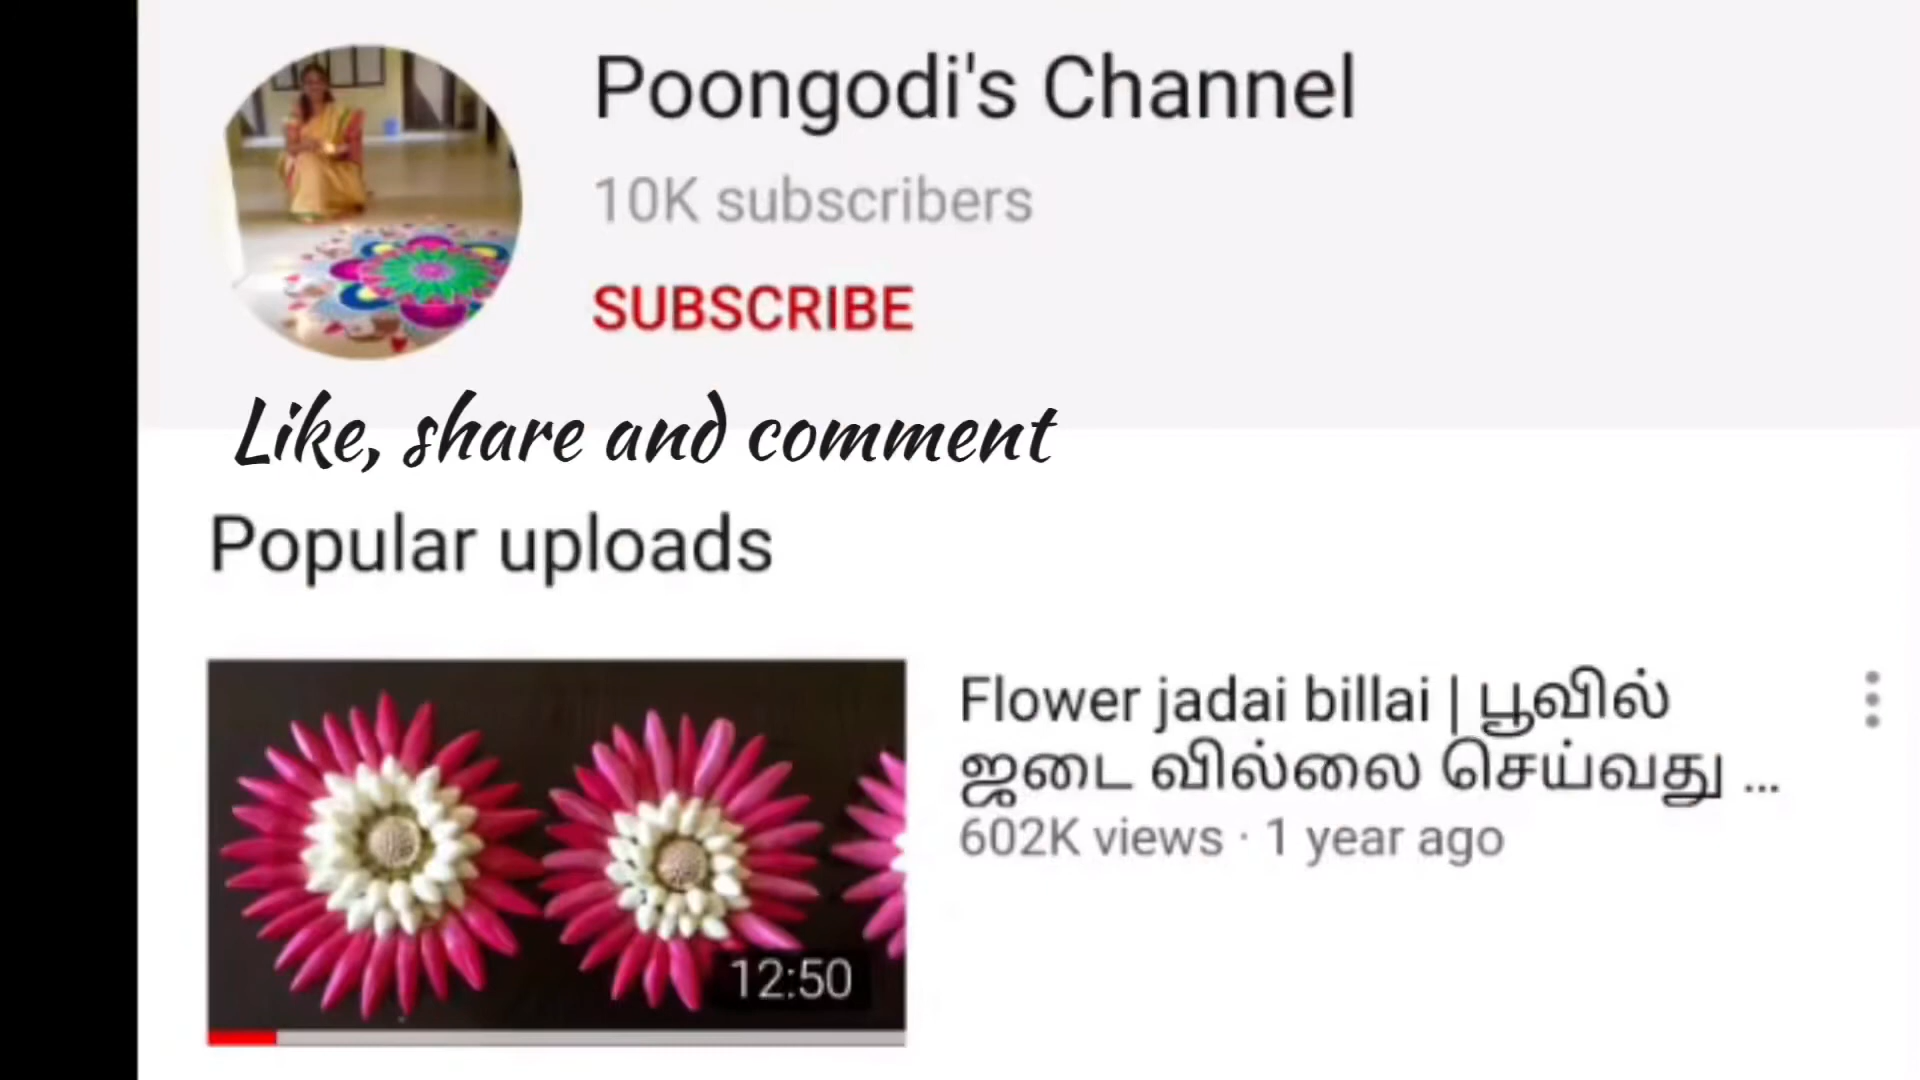 Poongodi's Channel
10K subscribers
SUBSCRIBE
Like, share and comment
Popular uploads
Flower jadai billai | பூவில்
ஜடை வில்லை செய்வது ...
602K views · 1 year ago
12:50